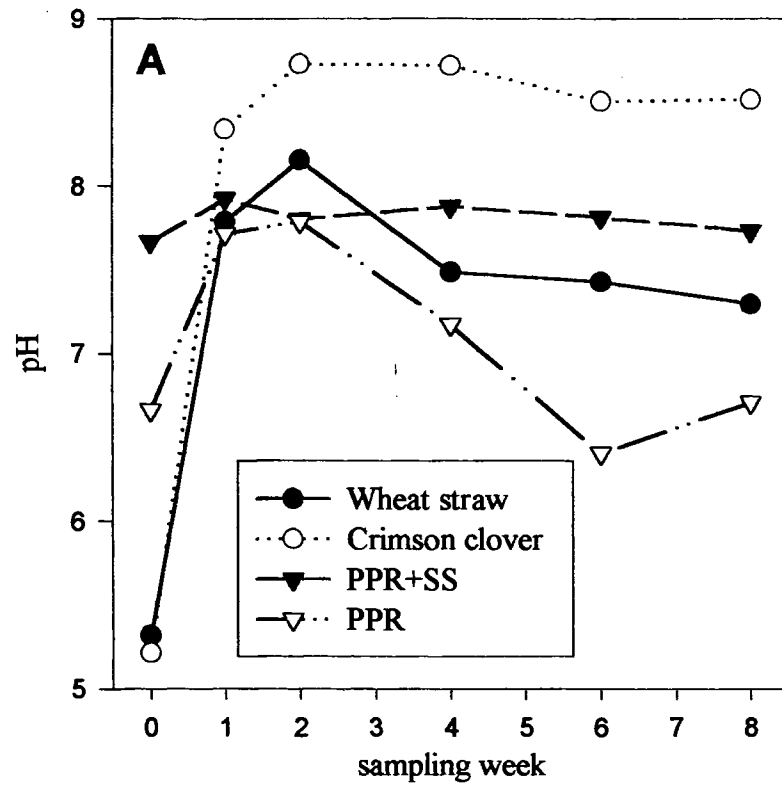 A
9
8
7
6
5
pH
Wheat straw
Crimson clover
PPR+SS
PPR
0 1 2 3 4 5 6 7 8
sampling week